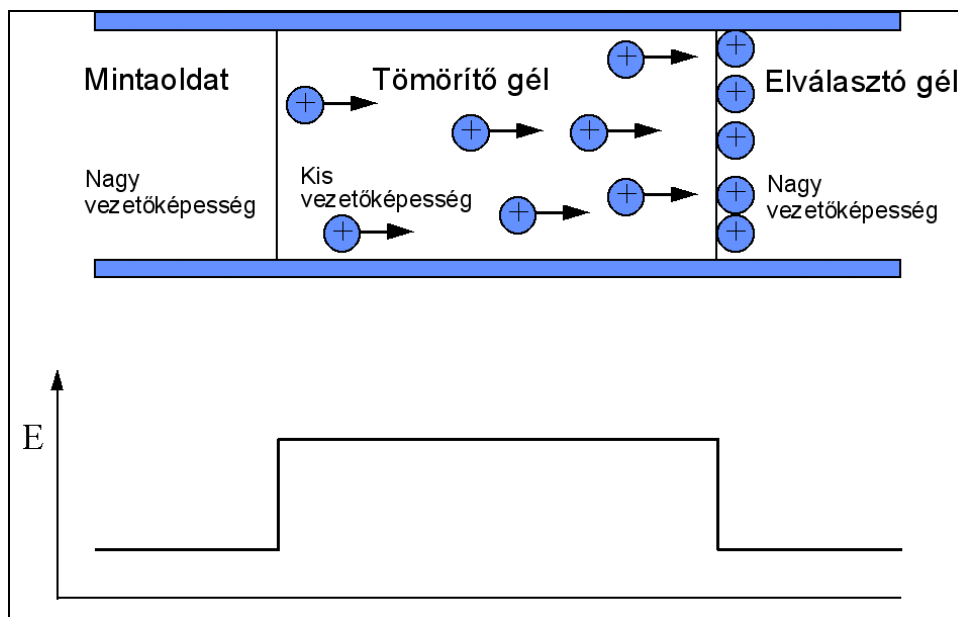 Mintaoldat
Tömörítő gél
Elválasztó gél
Nagy
vezetőképesség
Kis
vezetőképesség
Nagy
vezetőképesség
E